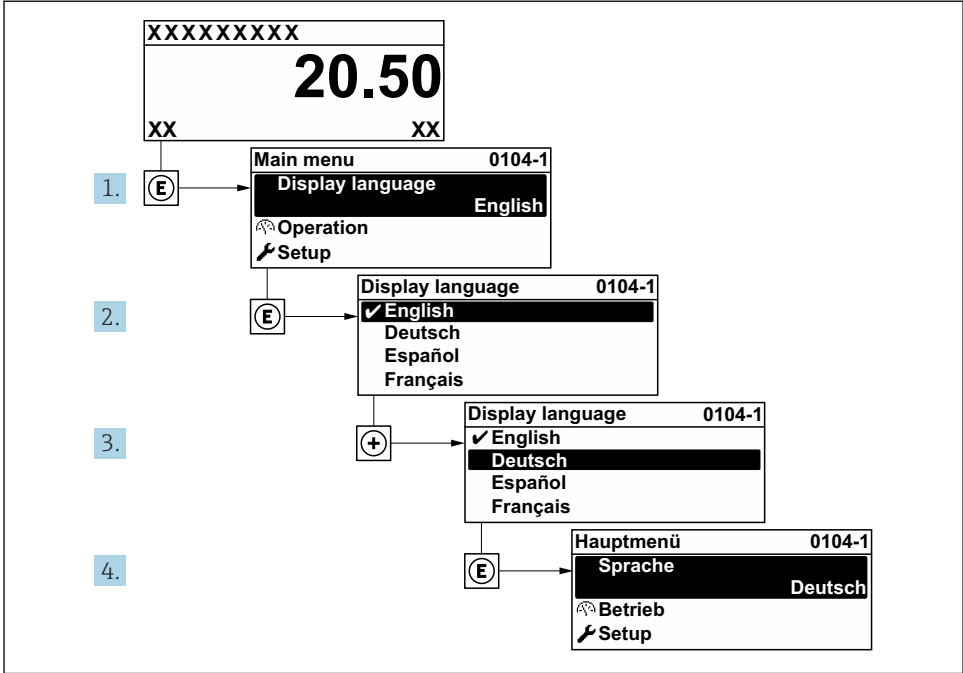 XXXXXXXXX
20.50
XX XX
1. E
Main menu 0104-1
Display language
English
Operation
Setup
2. E
Display language 0104-1
✔ English
Deutsch
Español
Français
3. +
Display language 0104-1
✔ English
Deutsch
Español
Français
4. E
Hauptmenü 0104-1
Sprache
Deutsch
Betrieb
Setup